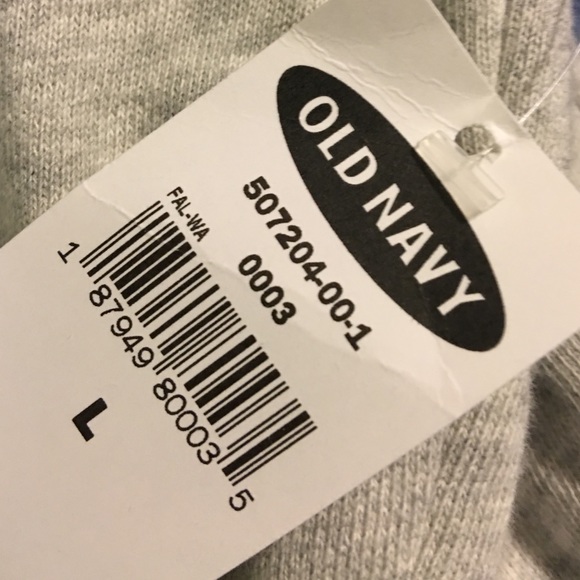 OLD NAVY
507204-00-1
0003
FAL-WA
1 87949 80003 5
L